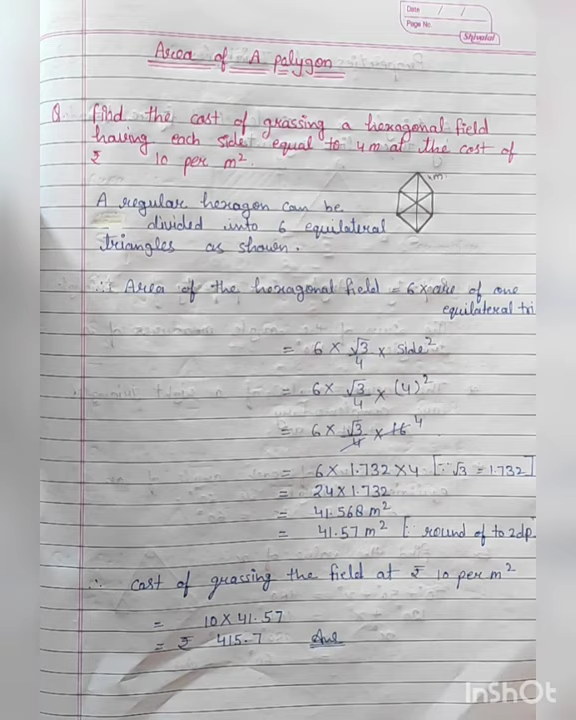 Date / /
Page No.
Shivalal
Area of A polygon
Q. find the cost of grassing a hexagonal field
having each side equal to 4 m at the cost of
₹ 10 per m²
A regular hexagon can be
divided into 6 equilateral
triangles as shown.
∴ Area of the hexagonal field = 6 × are of one
equilateral tri
= 6 × √3/4 × side²
= 6 × √3/4 × (4)²
= 6 × √3/4 × 16 4
= 6 × 1.732 × 4 [∵ √3 = 1.732]
= 24 × 1.732
= 41.568 m²
= 41.57 m² [∵ round of to 2dp
∴ cost of grassing the field at ₹ 10 per m²
= 10 × 41.57
= ₹ 415.7 Ans
InShOt